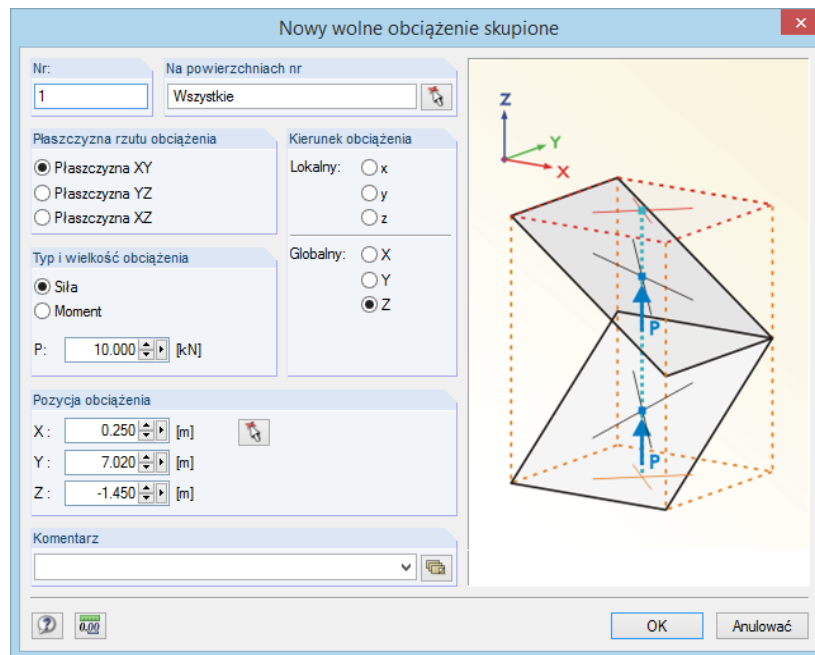 Nowy wolne obciążenie skupione
Nr:
1
Na powierzchniach nr
Wszystkie
Płaszczyzna rzutu obciążenia
Płaszczyzna XY
Płaszczyzna YZ
Płaszczyzna XZ
Kierunek obciążenia
Lokalny:
x
y
z
Globalny:
X
Y
Z
Typ i wielkość obciążenia
Siła
Moment
P: 10.000 [kN]
Pozycja obciążenia
X: 0.250 [m]
Y: 7.020 [m]
Z: -1.450 [m]
Komentarz
Z
Y
X
P
P
0.00
OK
Anulować